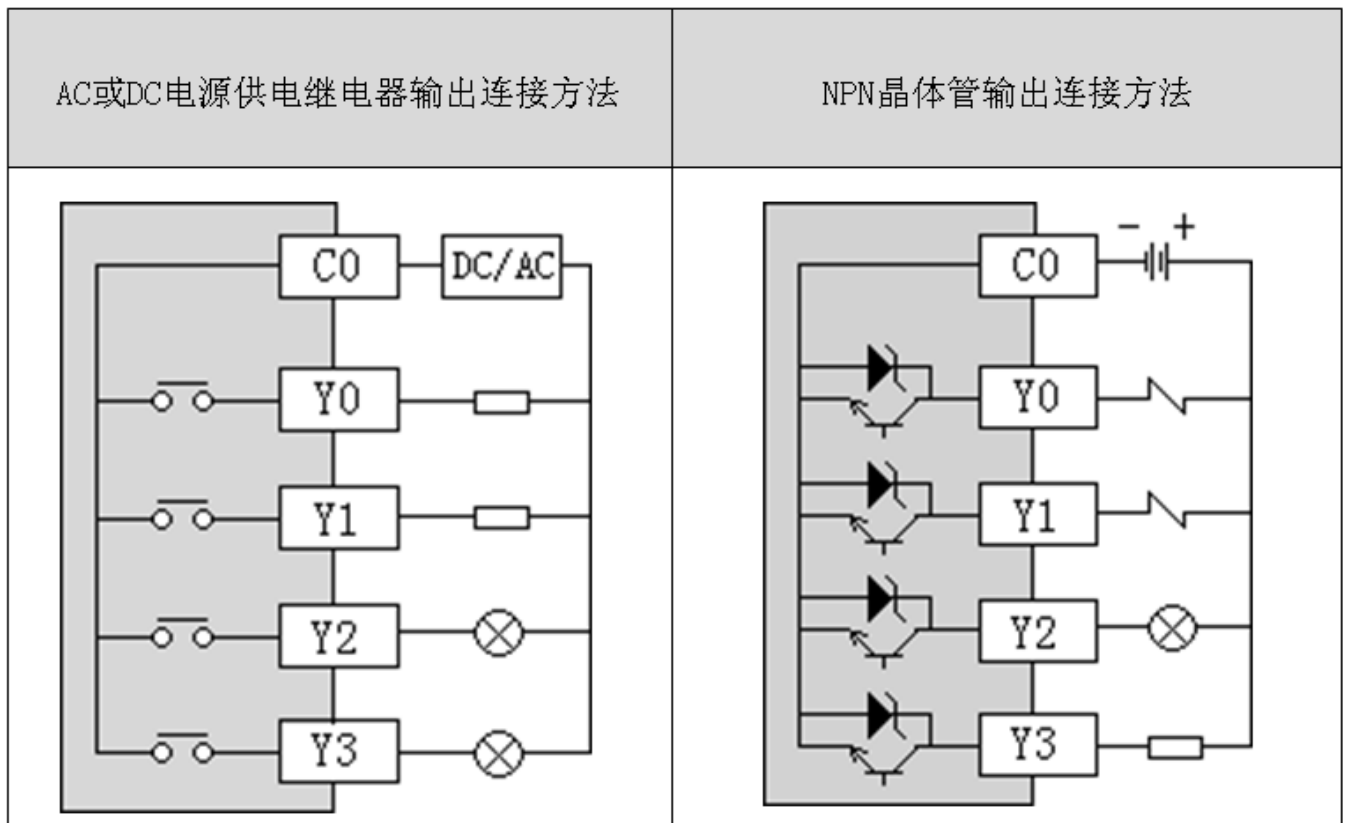 AC或DC电源供电继电器输出连接方法
NPN晶体管输出连接方法
C0
DC/AC
Y0
Y1
Y2
Y3
- +
C0
Y0
Y1
Y2
Y3